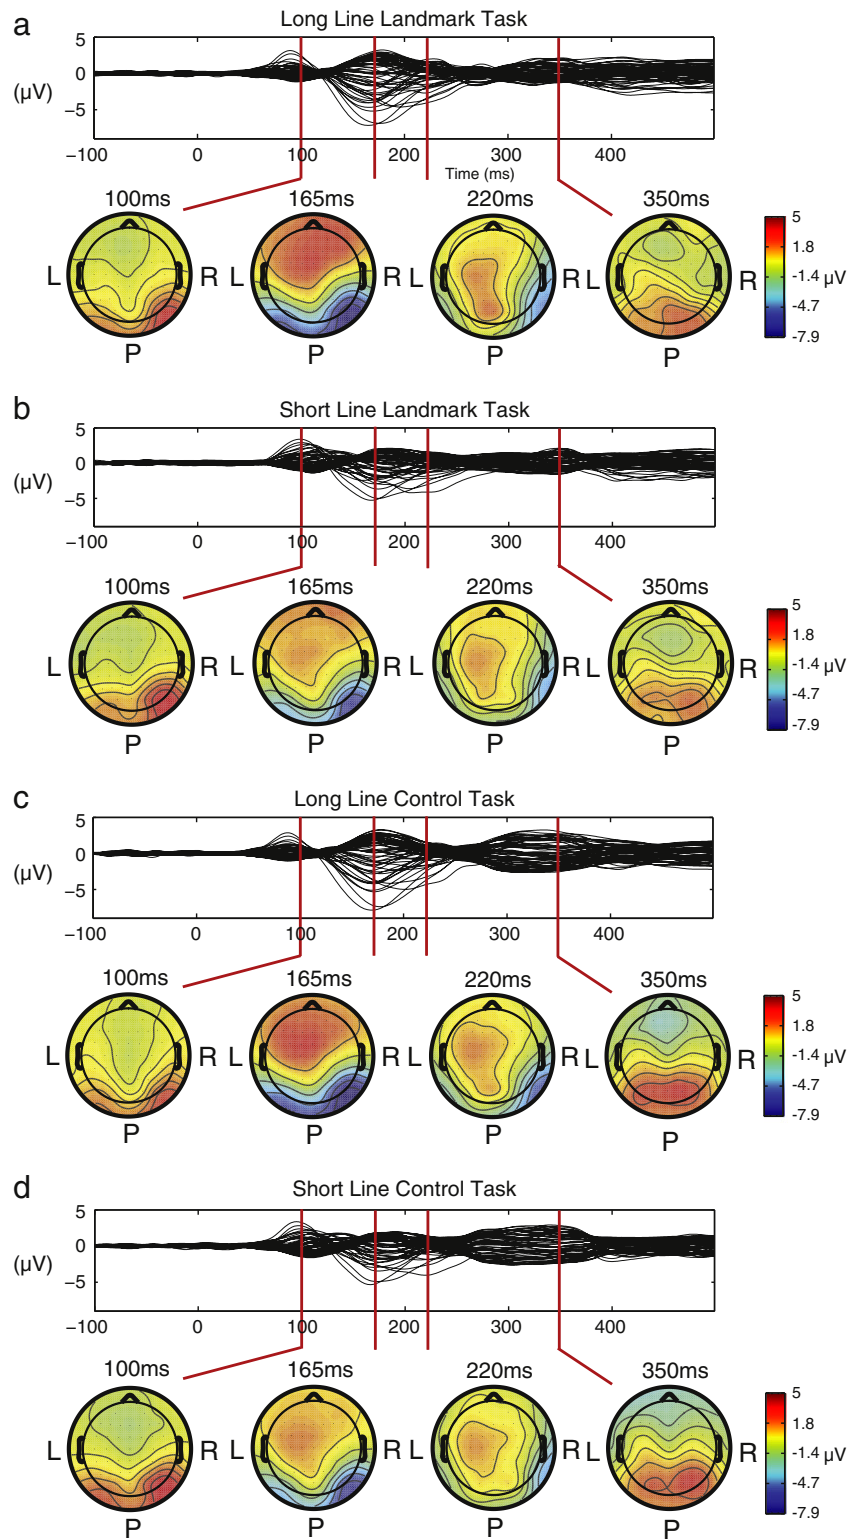 a
Long Line Landmark Task
5
0
−5
(µV)
−100 0 100 200 300 400
Time (ms)
100ms 165ms 220ms 350ms
L R L R L R L R
P P P P
5
1.8
-1.4 µV
-4.7
-7.9
b
Short Line Landmark Task
5
0
−5
(µV)
−100 0 100 200 300 400
100ms 165ms 220ms 350ms
L R L R L R L R
P P P P
5
1.8
-1.4 µV
-4.7
-7.9
c
Long Line Control Task
5
0
−5
(µV)
−100 0 100 200 300 400
100ms 165ms 220ms 350ms
L R L R L R L R
P P P P
5
1.8
-1.4 µV
-4.7
-7.9
d
Short Line Control Task
5
0
−5
(µV)
−100 0 100 200 300 400
100ms 165ms 220ms 350ms
L R L R L R L R
P P P P
5
1.8
-1.4 µV
-4.7
-7.9